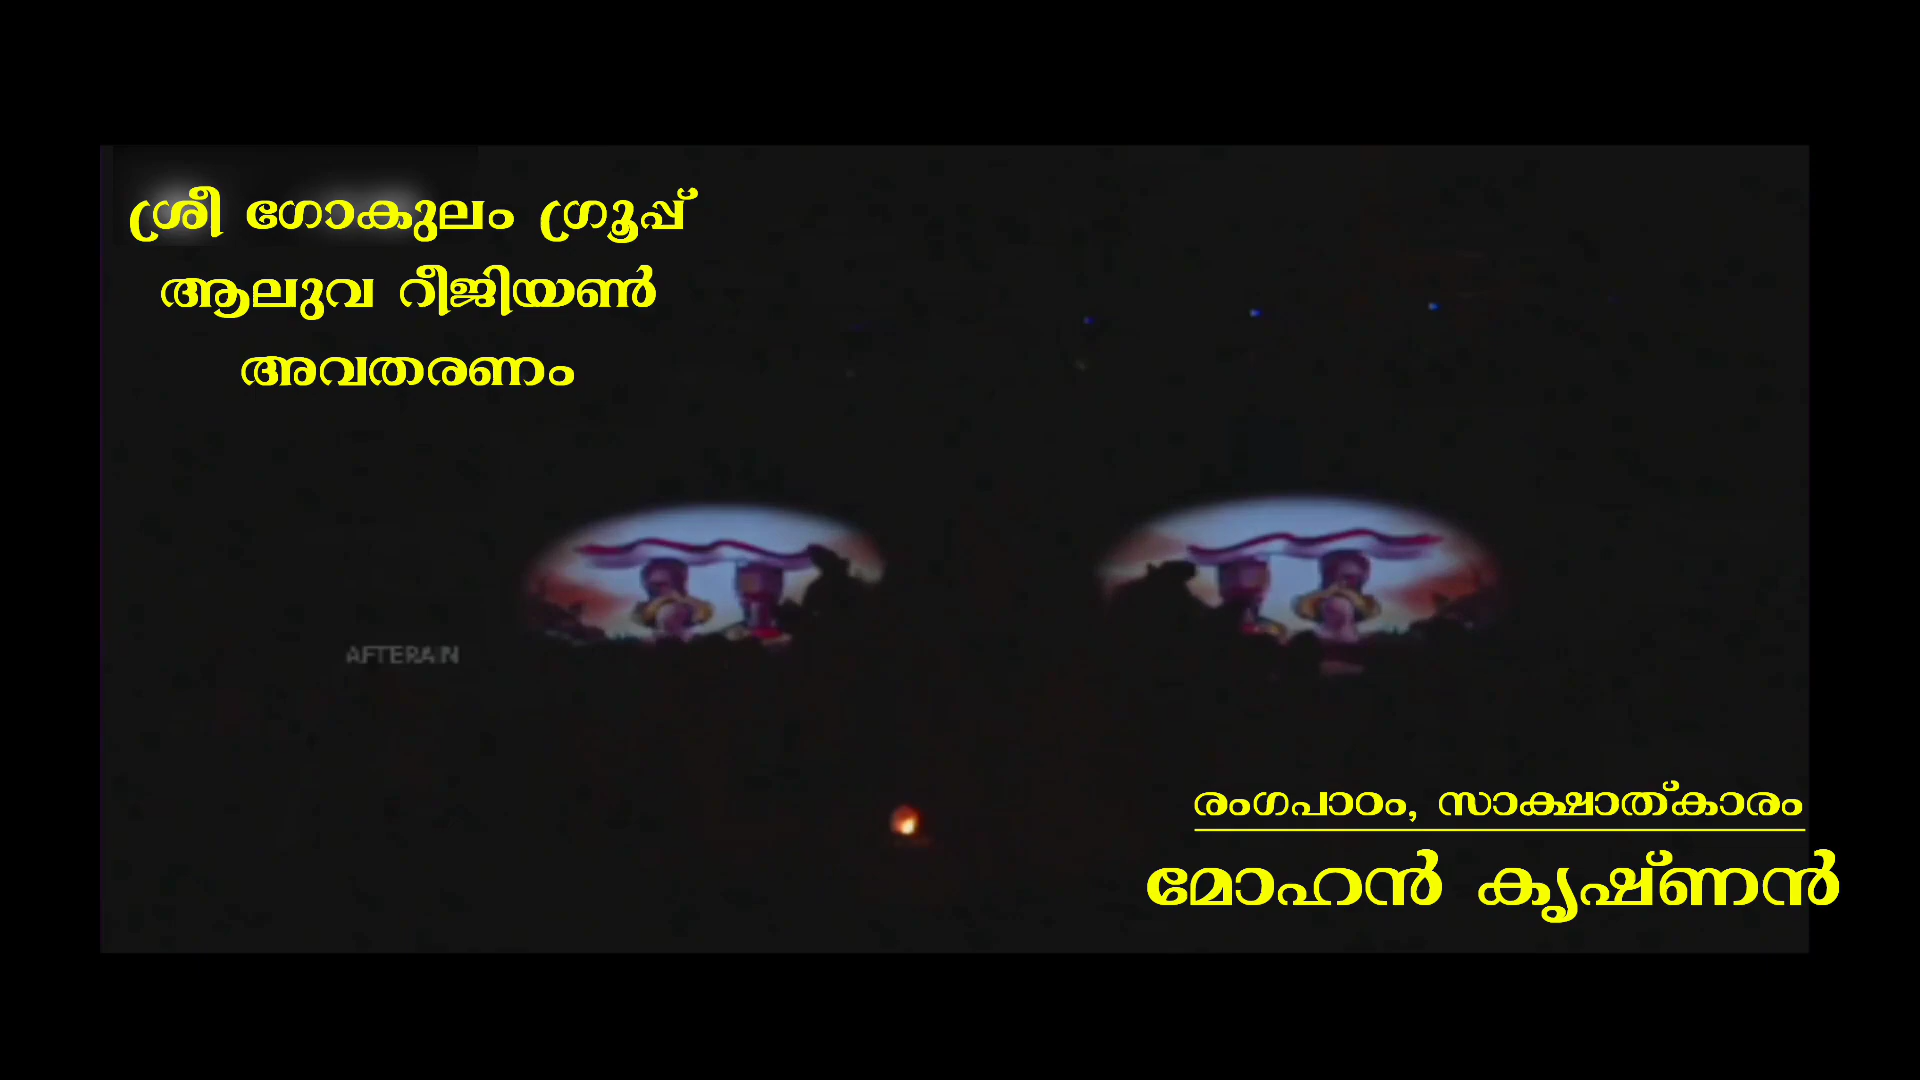 ശ്രീ ഗോകുലം ഗ്രൂപ്പ്
ആലുവ റീജിയൺ
അവതരണം
AFTERAIN
രംഗപാഠം, സാക്ഷാത്കാരം
മോഹൻ കൃഷ്ണൻ